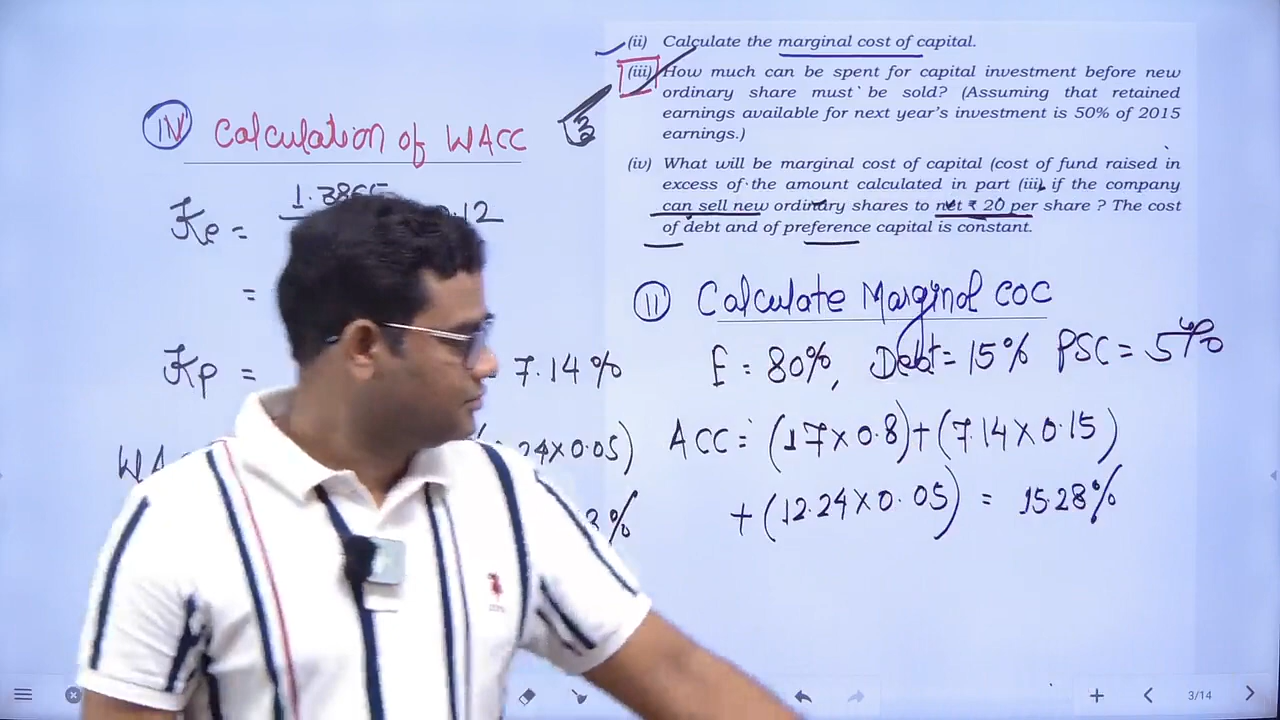 (ii) Calculate the marginal cost of capital.
(iii) How much can be spent for capital investment before new
ordinary share must be sold? (Assuming that retained
earnings available for next year's investment is 50% of 2015
earnings.)
(iv) What will be marginal cost of capital (cost of fund raised in
excess of the amount calculated in part (iii) if the company
can sell new ordinary shares to net ₹ 20 per share ? The cost
of debt and of preference capital is constant.
IV Calculation of WACC
Ke = 1.3865 .12
=
Kp = 7.14%
24×0.05)
3%
II Calculate Marginal COC
E = 80%, Debt = 15% PSC = 5%
ACC = (17×0.8)+(7.14×0.15)
+(12.24×0.05) = 15.28%
3/14